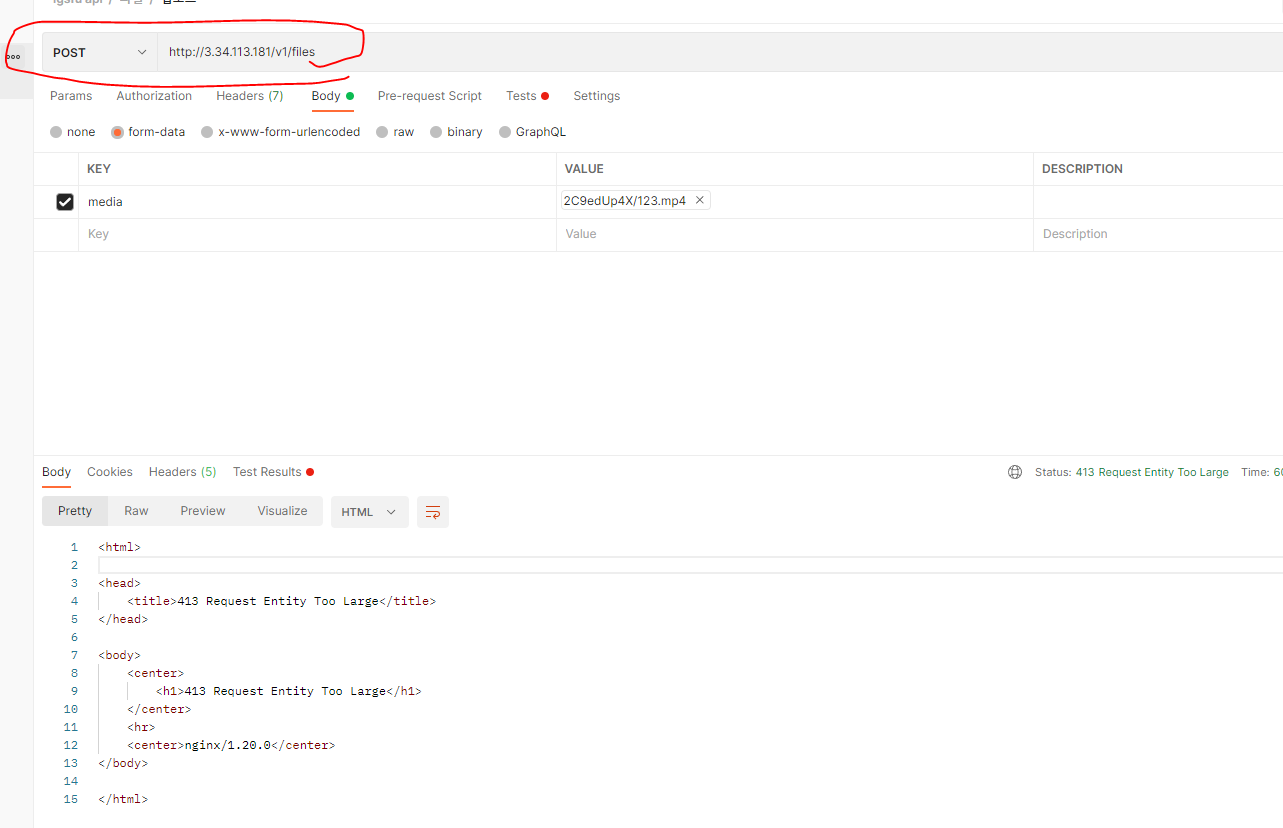 POST http://3.34.113.181/v1/files
Params Authorization Headers (7) Body Pre-request Script Tests Settings
none form-data x-www-form-urlencoded raw binary GraphQL
KEY VALUE DESCRIPTION
media 2C9edUp4X/123.mp4 ✕
Key Value Description
Body Cookies Headers (5) Test Results Status: 413 Request Entity Too Large Time:
Pretty Raw Preview Visualize HTML
1 <html>
2
3 <head>
4 <title>413 Request Entity Too Large</title>
5 </head>
6
7 <body>
8 <center>
9 <h1>413 Request Entity Too Large</h1>
10 </center>
11 <hr>
12 <center>nginx/1.20.0</center>
13 </body>
14
15 </html>